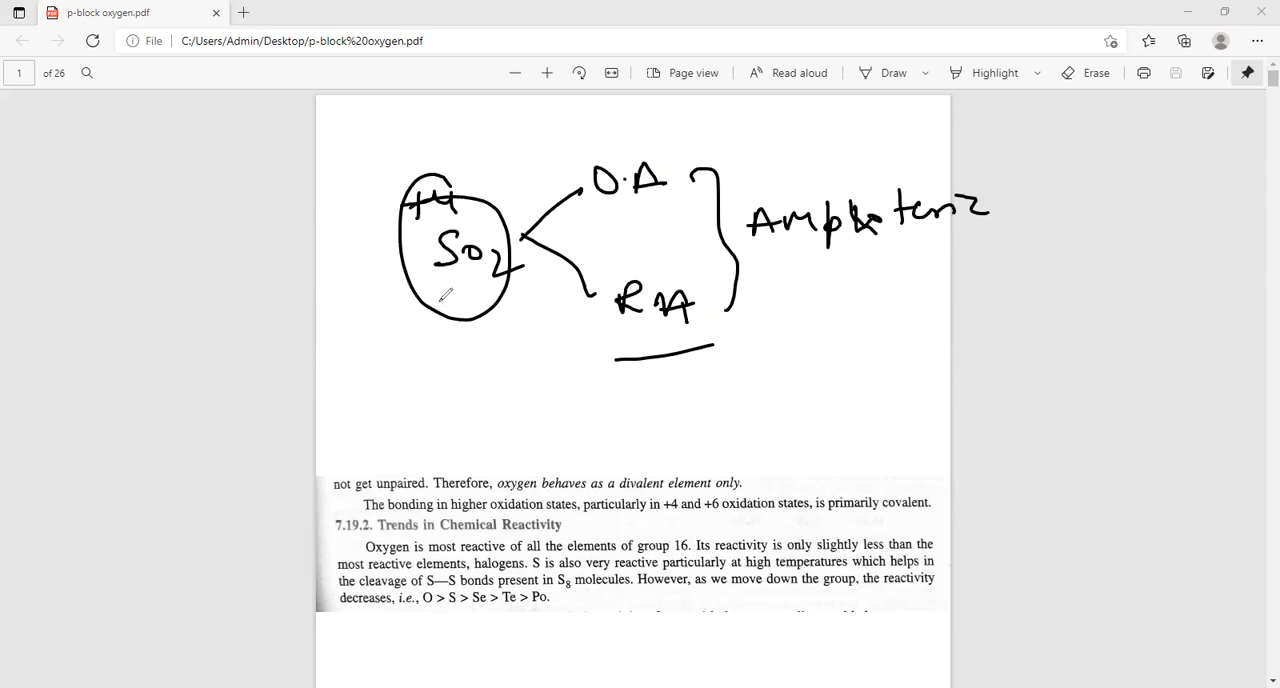 p-block oxygen.pdf
File C:/Users/Admin/Desktop/p-block%20oxygen.pdf
1 of 26 Page view Read aloud Draw Highlight Erase
+4
SO2
O.A
R.A
not get unpaired. Therefore, oxygen behaves as a divalent element only.
The bonding in higher oxidation states, particularly in +4 and +6 oxidation states, is primarily covalent.
7.19.2. Trends in Chemical Reactivity
Oxygen is most reactive of all the elements of group 16. Its reactivity is only slightly less than the
most reactive elements, halogens. S is also very reactive particularly at high temperatures which helps in
the cleavage of S—S bonds present in S8 molecules. However, as we move down the group, the reactivity
decreases, i.e., O > S > Se > Te > Po.